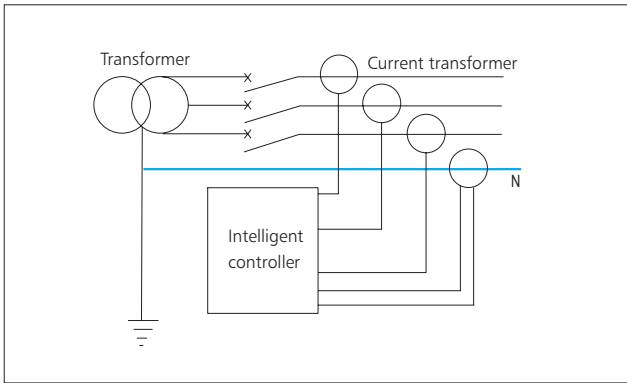 Transformer
Current transformer
N
Intelligent
controller